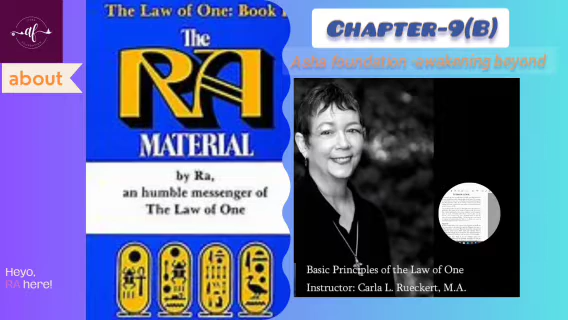 af
about
The Law of One: Book
The
RA
MATERIAL
by Ra,
an humble messenger of
The Law of One
CHAPTER-9(B)
Asha foundation -awakening beyond
Basic Principles of the Law of One
Instructor: Carla L. Rueckert, M.A.
Heyo,
RA here!